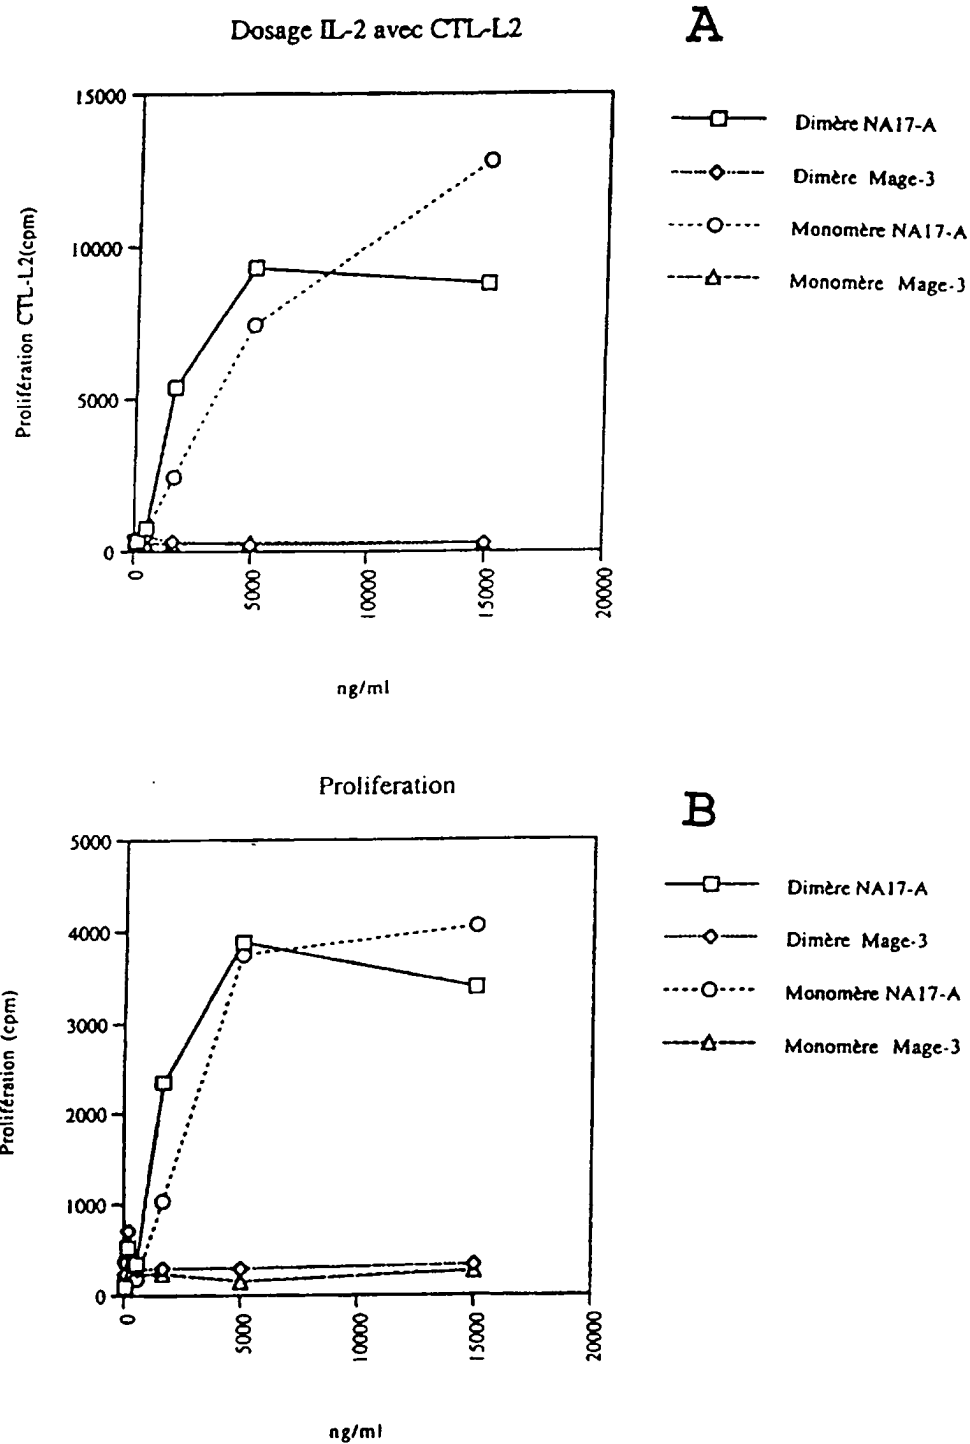 Dosage IL-2 avec CTL-L2
A
15000
10000
5000
0
Prolifération CTL-L2(cpm)
0
5000
10000
15000
20000
ng/ml
Dimère NA17-A
Dimère Mage-3
Monomère NA17-A
Monomère Mage-3
Proliferation
B
5000
4000
3000
2000
1000
0
Prolifération (cpm)
0
5000
10000
15000
20000
ng/ml
Dimère NA17-A
Dimère Mage-3
Monomère NA17-A
Monomère Mage-3